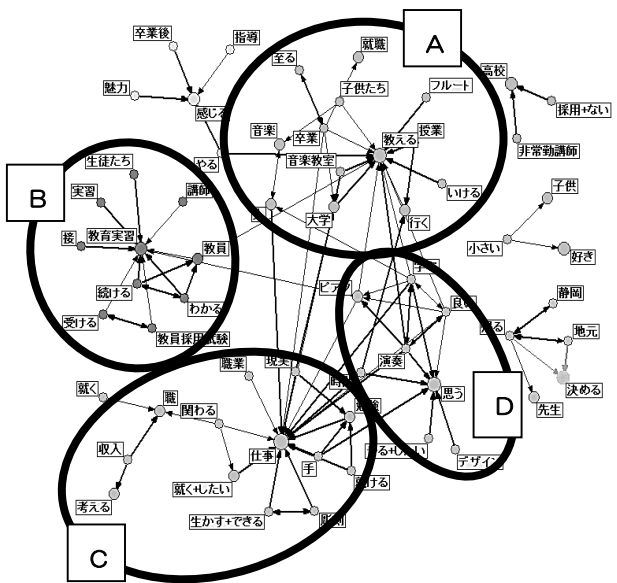 A
卒業後
指導
至る
就職
魅力
感じる
子供たち
フルート
高校
採用+ない
音楽
卒業
教える
授業
非常勤講師
やる
音楽教室
いける
B
生徒たち
実習
講師
大学
行く
子供
接
教育実習
教員
小さい
好き
続ける
わかる
静岡
受ける
教員採用試験
演奏
地元
職業
現実
決める
就く
職
関わる
思う
先生
D
収入
仕事
手
就く+したい
デザイン
考える
生かす+できる
C